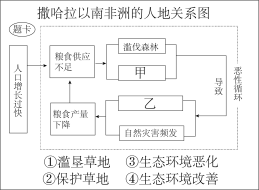 撒哈拉以南非洲的人地关系图
题卡
人口增长过快
粮食供应不足
滥伐森林
甲
导致
恶性循环
粮食产量下降
乙
自然灾害频发
①滥垦草地 ③生态环境恶化
②保护草地 ④生态环境改善